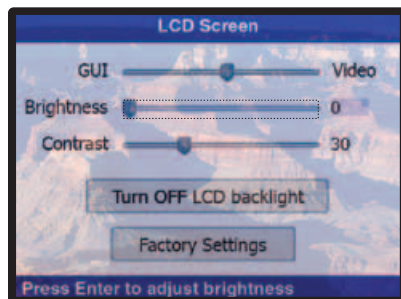 LCD Screen
GUI Video
Brightness 0
Contrast 30
Turn OFF LCD backlight
Factory Settings
Press Enter to adjust brightness